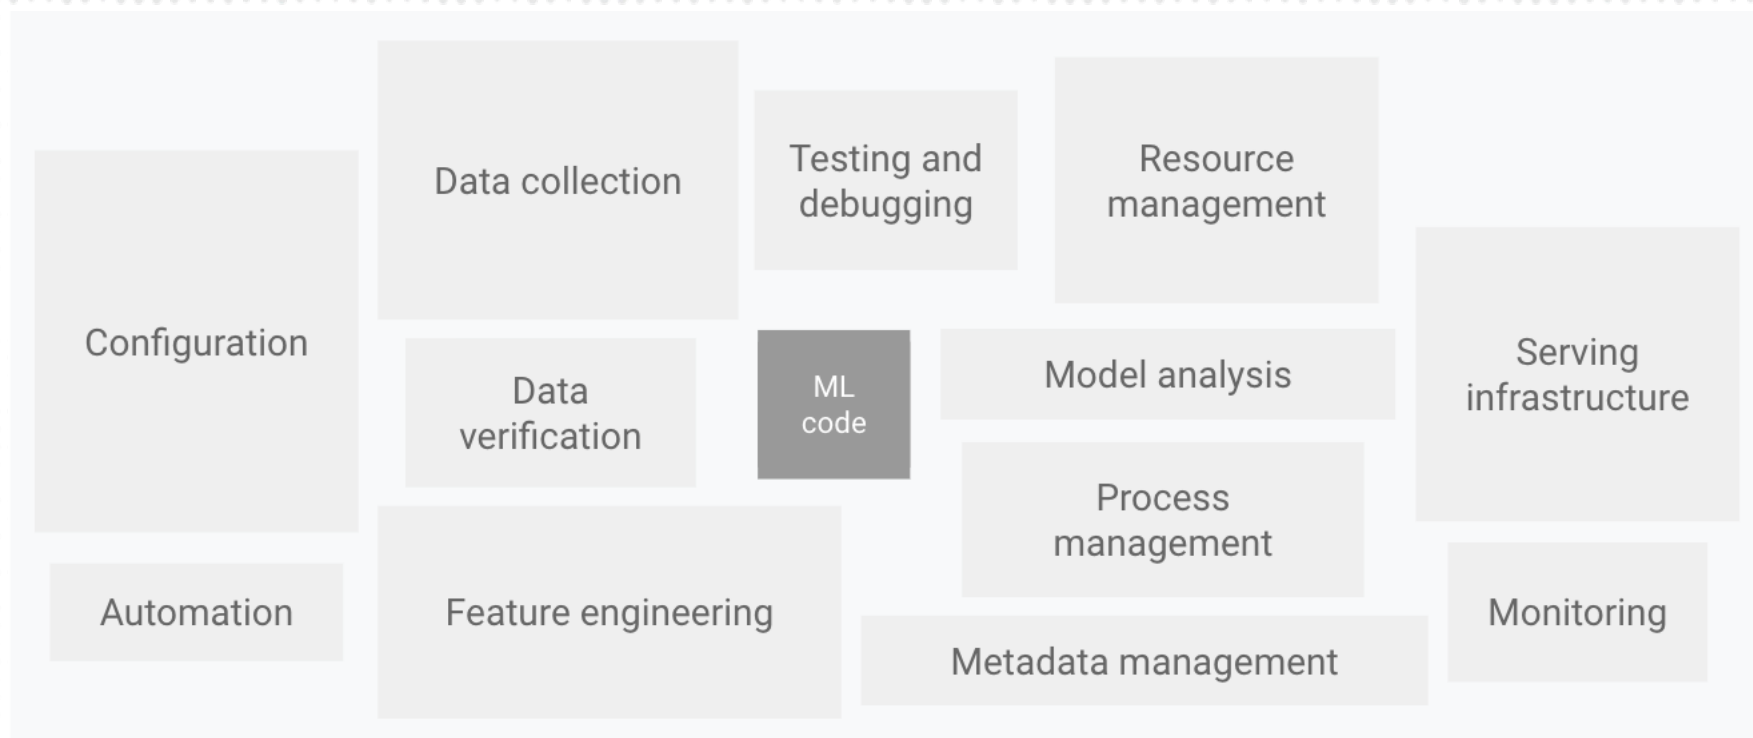 Data collection
Testing and
debugging
Resource
management
Configuration
Data
verification
ML
code
Model analysis
Serving
infrastructure
Process
management
Automation
Feature engineering
Metadata management
Monitoring